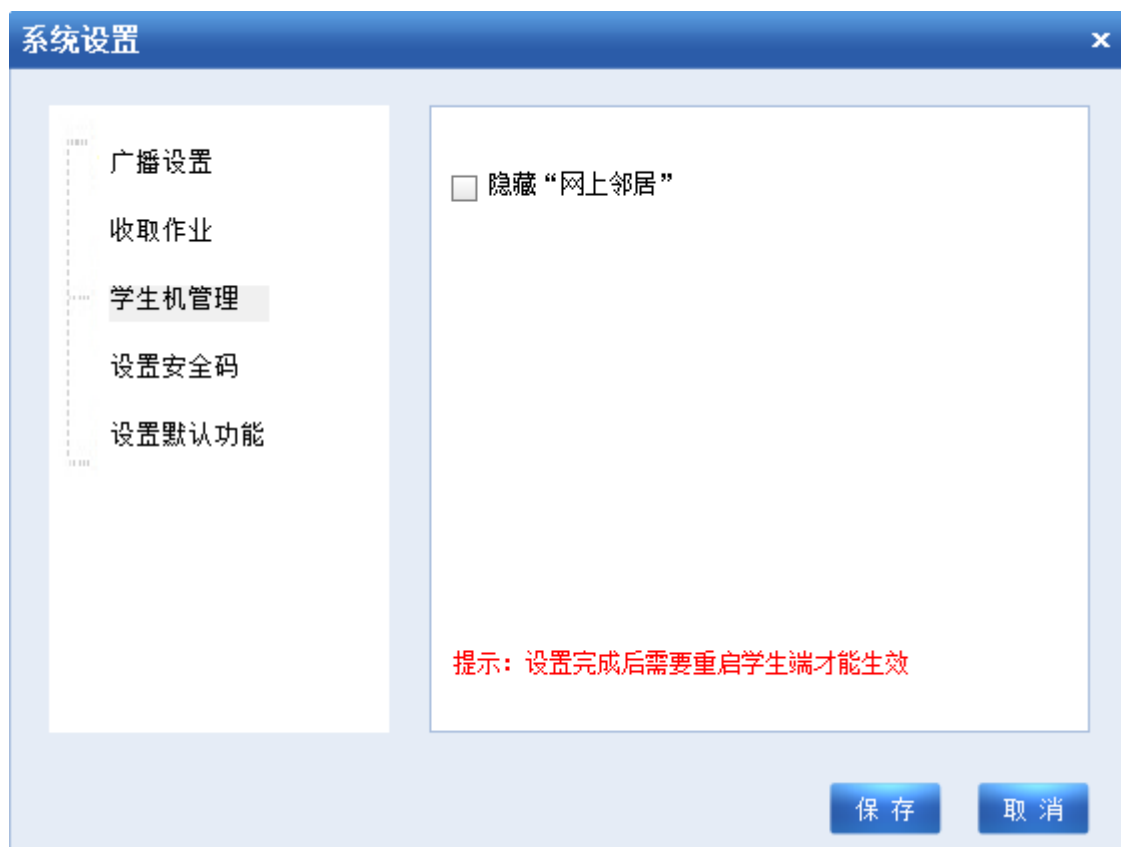 系统设置
广播设置
收取作业
学生机管理
设置安全码
设置默认功能
隐藏“网上邻居”
提示：设置完成后需要重启学生端才能生效
保存
取消